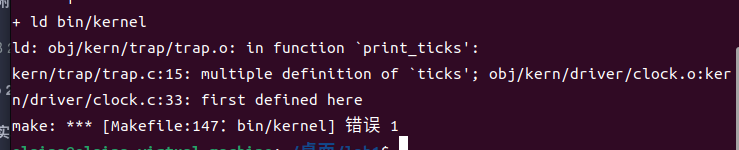 + ld bin/kernel
ld: obj/kern/trap/trap.o: in function `print_ticks':
kern/trap/trap.c:15: multiple definition of `ticks'; obj/kern/driver/clock.o:ker
n/driver/clock.c:33: first defined here
make: *** [Makefile:147：bin/kernel] 错误 1